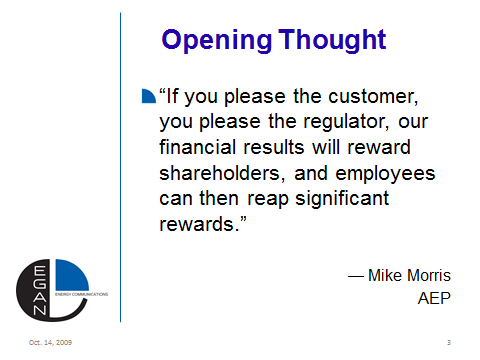 Opening Thought
“If you please the customer,
you please the regulator, our
financial results will reward
shareholders, and employees
can then reap significant
rewards.”
— Mike Morris
AEP
EGAN
ENERGY COMMUNICATIONS
Oct. 14, 2009
3